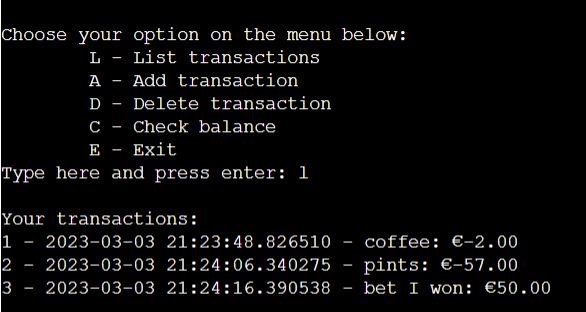 Choose your option on the menu below:
L - List transactions
A - Add transaction
D - Delete transaction
C - Check balance
E - Exit
Type here and press enter: l
Your transactions:
1 - 2023-03-03 21:23:48.826510 - coffee: €-2.00
2 - 2023-03-03 21:24:06.340275 - pints: €-57.00
3 - 2023-03-03 21:24:16.390538 - bet I won: €50.00